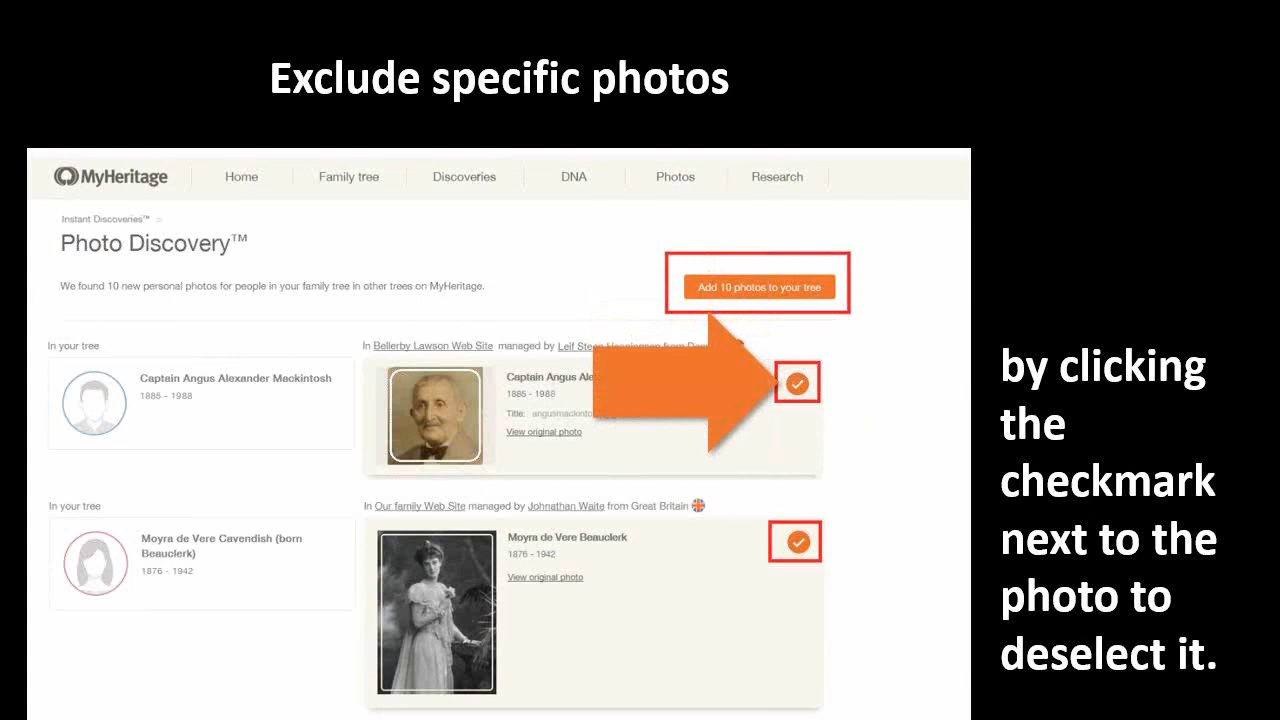 Exclude specific photos
MyHeritage
Home Family tree Discoveries DNA Photos Research
Instant Discoveries™ >
Photo Discovery™
We found 10 new personal photos for people in your family tree in other trees on MyHeritage.
Add 10 photos to your tree
In your tree
In Bellerby Lawson Web Site managed by Leif Steen
Captain Angus Alexander Mackintosh
1885 - 1988
Captain Angus Ale
1885 - 1988
Title: angusmackinto
View original photo
In your tree
In Our family Web Site managed by Johnathan Waite from Great Britain
Moyra de Vere Cavendish (born
Beauclerk)
1876 - 1942
Moyra de Vere Beauclerk
1876 - 1942
View original photo
by clicking
the
checkmark
next to the
photo to
deselect it.